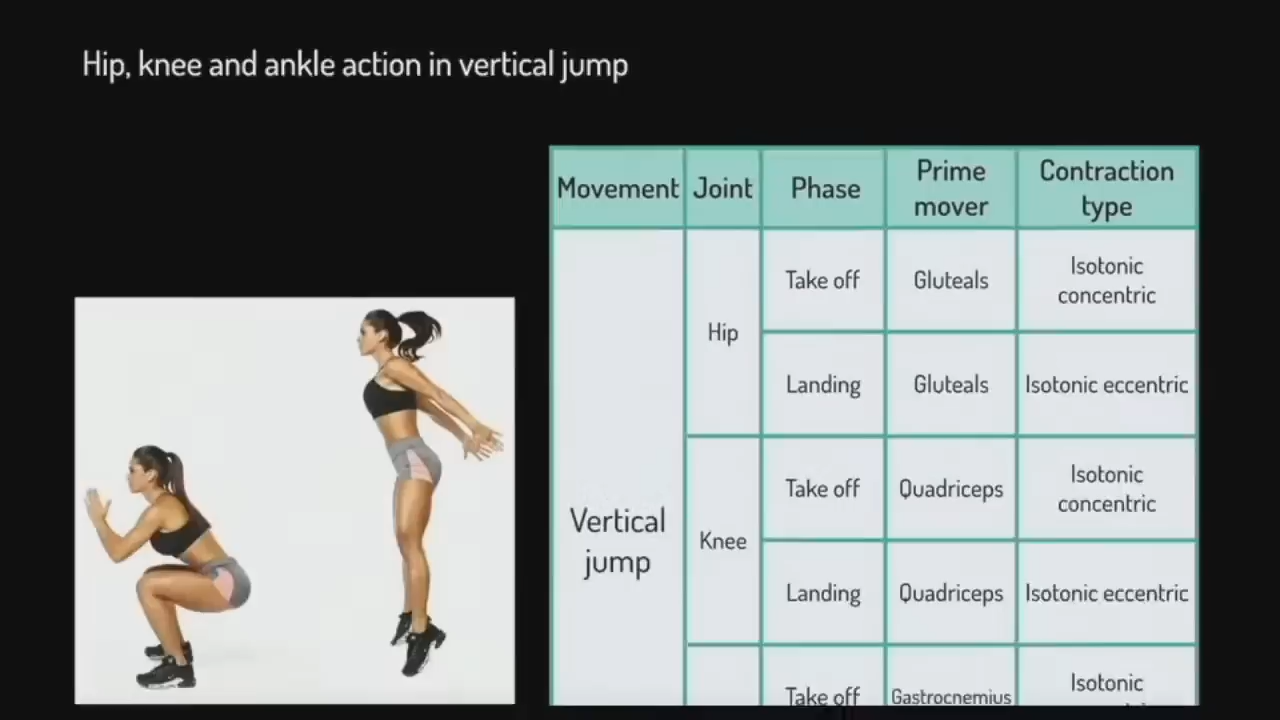 Hip, knee and ankle action in vertical jump
Movement
Joint
Phase
Prime
mover
Contraction
type
Vertical
jump
Hip
Take off
Gluteals
Isotonic
concentric
Landing
Gluteals
Isotonic eccentric
Knee
Take off
Quadriceps
Isotonic
concentric
Landing
Quadriceps
Isotonic eccentric
Take off
Gastrocnemius
Isotonic